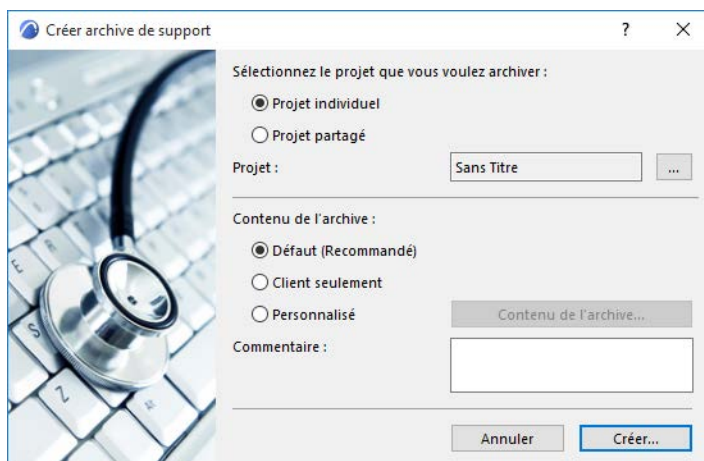 Créer archive de support
Sélectionnez le projet que vous voulez archiver :
Projet individuel
Projet partagé
Projet : Sans Titre ...
Contenu de l'archive :
Défaut (Recommandé)
Client seulement
Personnalisé Contenu de l'archive...
Commentaire :
Annuler Créer...